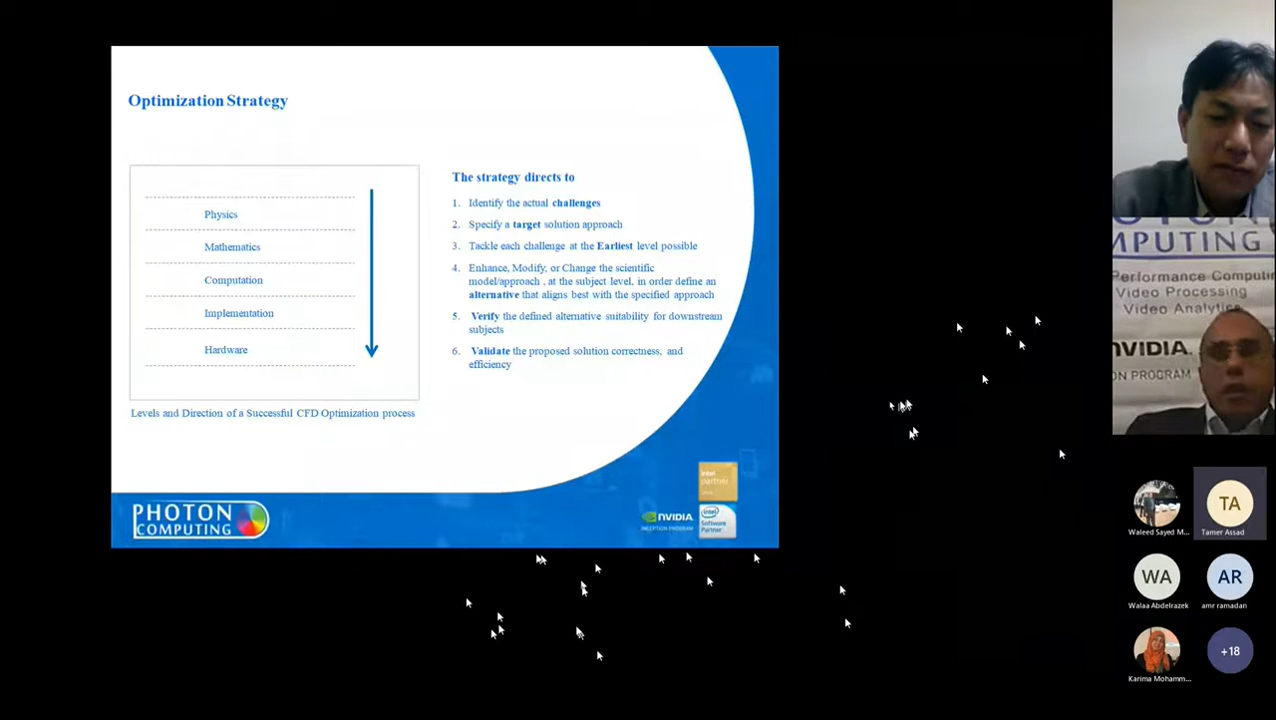 Optimization Strategy
Physics
Mathematics
Computation
Implementation
Hardware
Levels and Direction of a Successful CFD Optimization process
The strategy directs to
1. Identify the actual challenges
2. Specify a target solution approach
3. Tackle each challenge at the Earliest level possible
4. Enhance, Modify, or Change the scientific
model/approach , at the subject level, in order define an
alternative that aligns best with the specified approach
5. Verify the defined alternative suitability for downstream
subjects
6. Validate the proposed solution correctness, and
efficiency
PHOTON
COMPUTING
NVIDIA
INCEPTION PROGRAM
intel
partner
intel
Software
Partner
MPUTING
Performance Computin
Video Processing
Video Analytics
NVIDIA.
ON PROGRAM
Waleed Sayed M...
TA
Tamer Assad
WA
Walaa Abdelrazek
AR
amr ramadan
Karima Mohamm...
+18